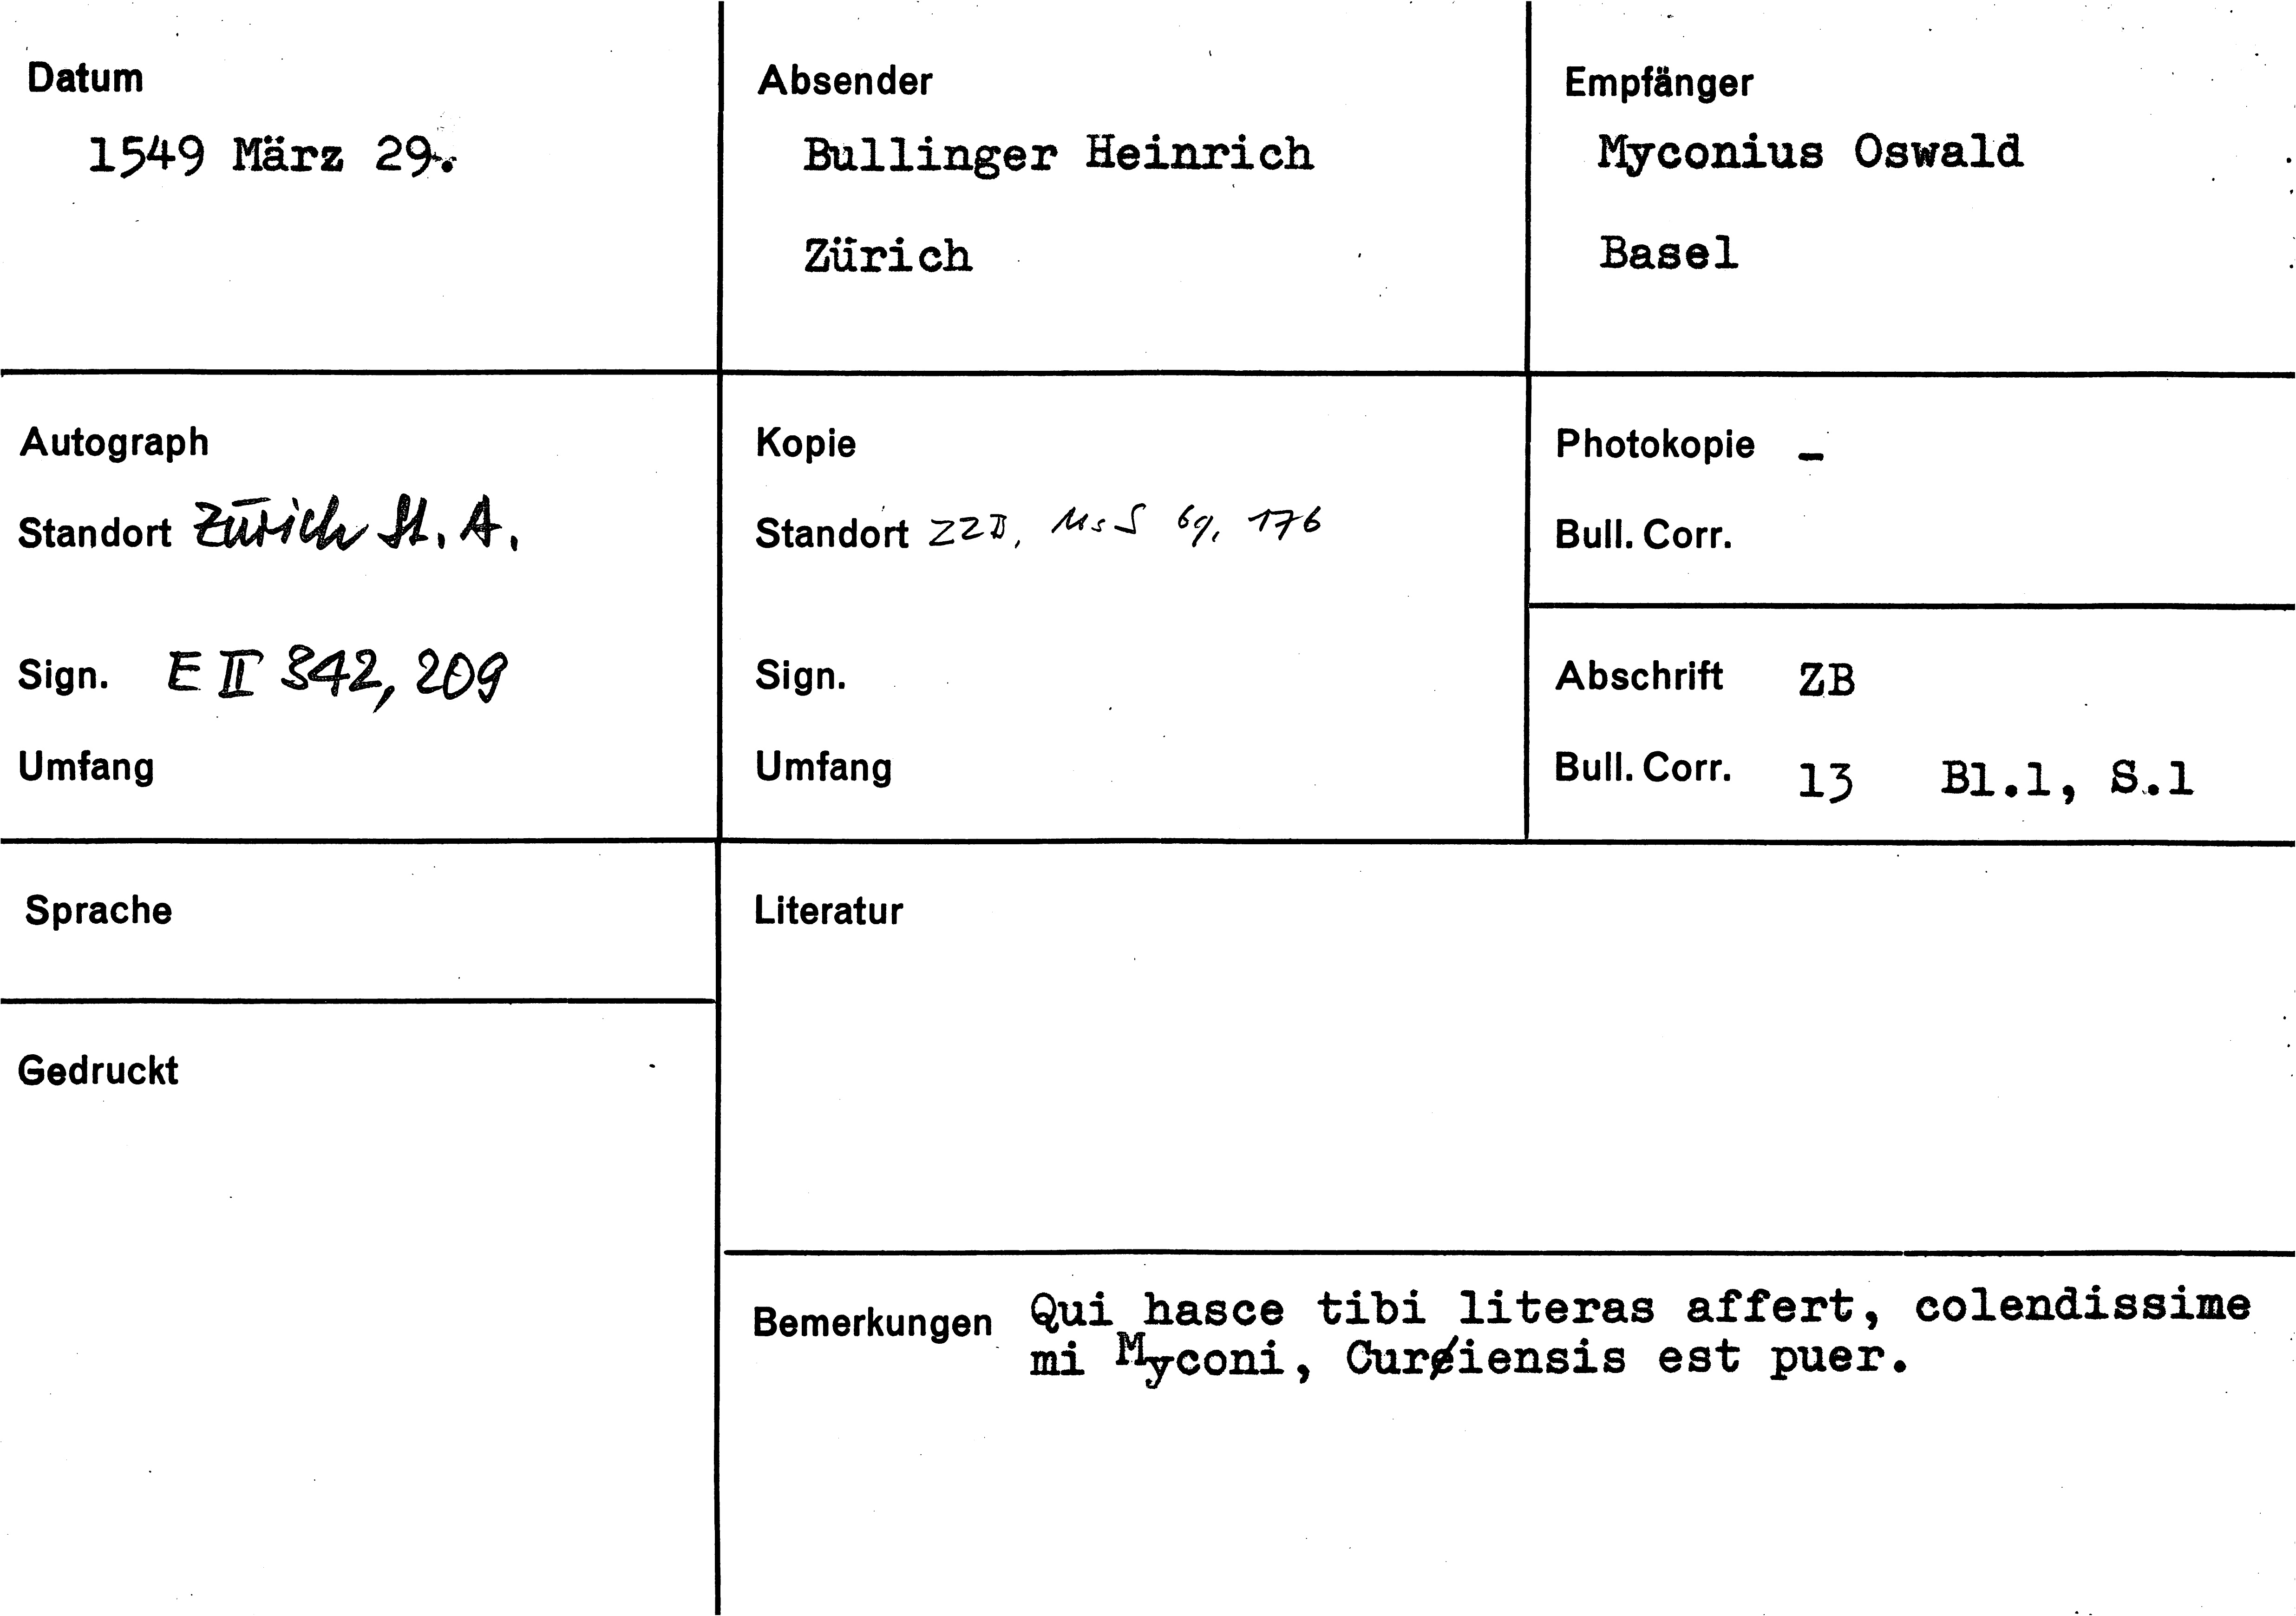 Datum
1549 März 29.
Absender
Bullinger Heinrich
Zürich
Empfänger
Myconius Oswald
Basel
Autograph
Standort Zürich St. A.
Sign. E II 342, 209
Umfang
Kopie
Standort ZZB, Ms S 69, 176
Sign.
Umfang
Photokopie –
Bull. Corr.
Abschrift ZB
Bull. Corr. 13 Bl.1, S.1
Sprache
Gedruckt
Literatur
Bemerkungen Qui hasce tibi literas affert, colendissime
mi Myconi, Curiensis est puer.